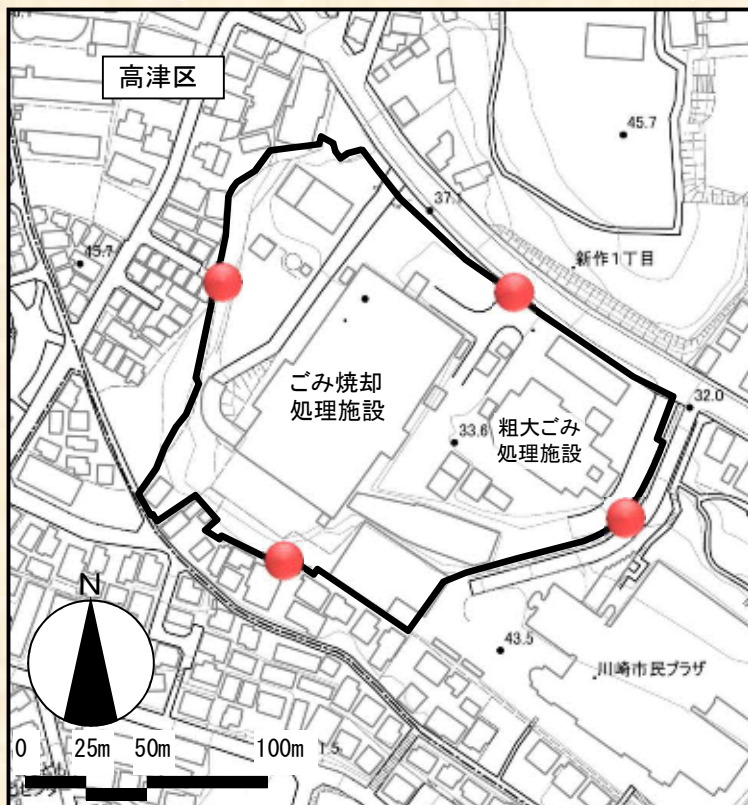 高津区
45.7
37.1
新作1丁目
45.7
ごみ焼却
処理施設
粗大ごみ
処理施設
33.6
32.0
43.5
川崎市民プラザ
N
0 25m 50m 100m